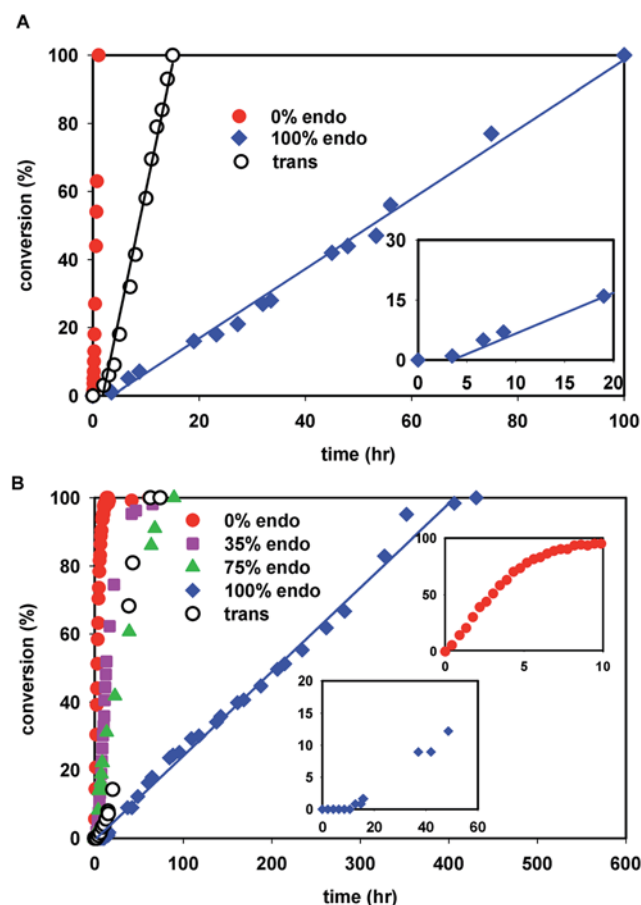 A
100
80
60
40
20
0
conversion (%)
0% endo
100% endo
trans
30
15
0
0 5 10 15 20
0 20 40 60 80 100
time (hr)
B
100
80
60
40
20
0
conversion (%)
0% endo
35% endo
75% endo
100% endo
trans
100
50
0
0 5 10
20
15
10
5
0
0 20 40 60
0 100 200 300 400 500 600
time (hr)